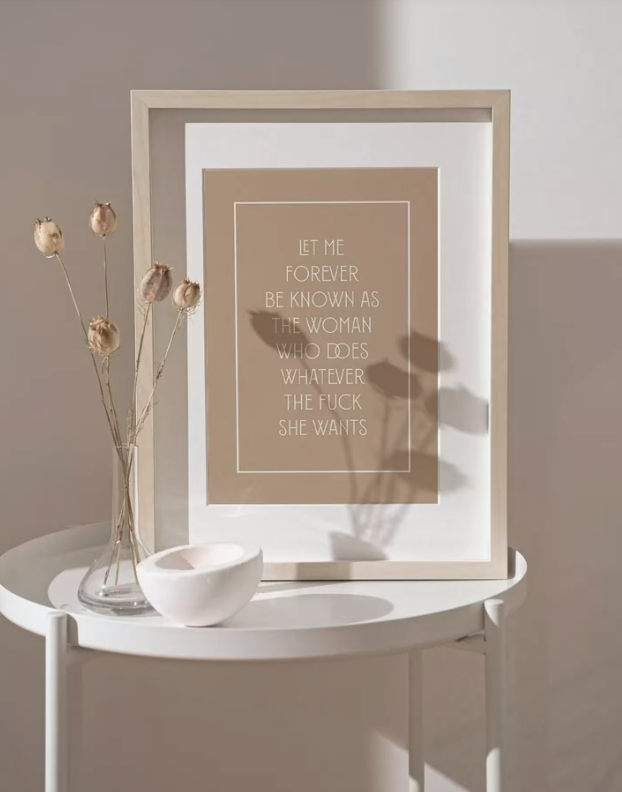 LET ME
FOREVER
BE KNOWN AS
THE WOMAN
WHO DOES
WHATEVER
THE FUCK
SHE WANTS